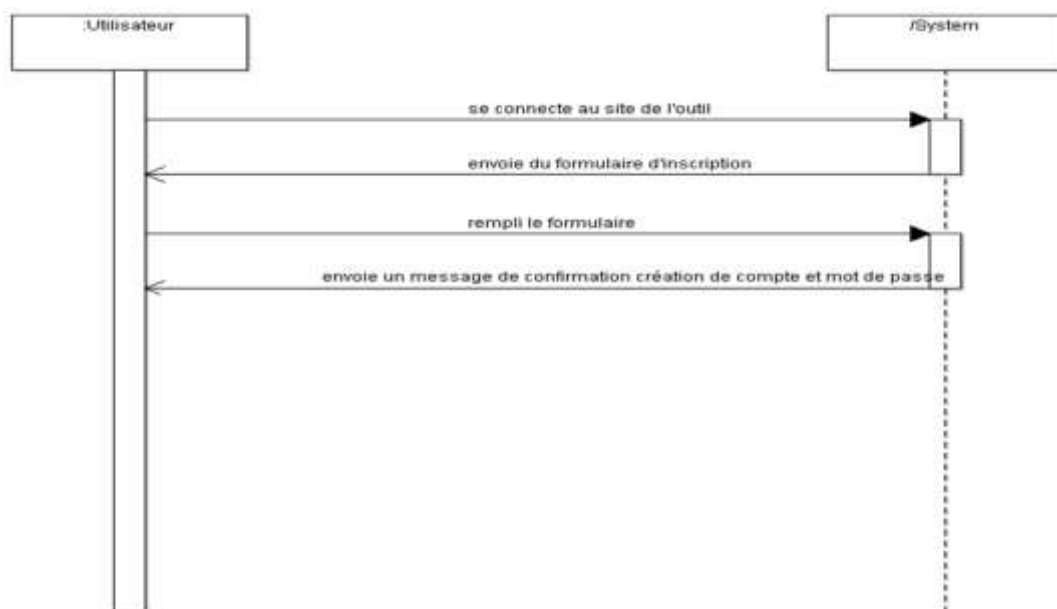 :Utilisateur
/System
se connecte au site de l'outil
envoie du formulaire d'inscription
rempli le formulaire
envoie un message de confirmation création de compte et mot de passe